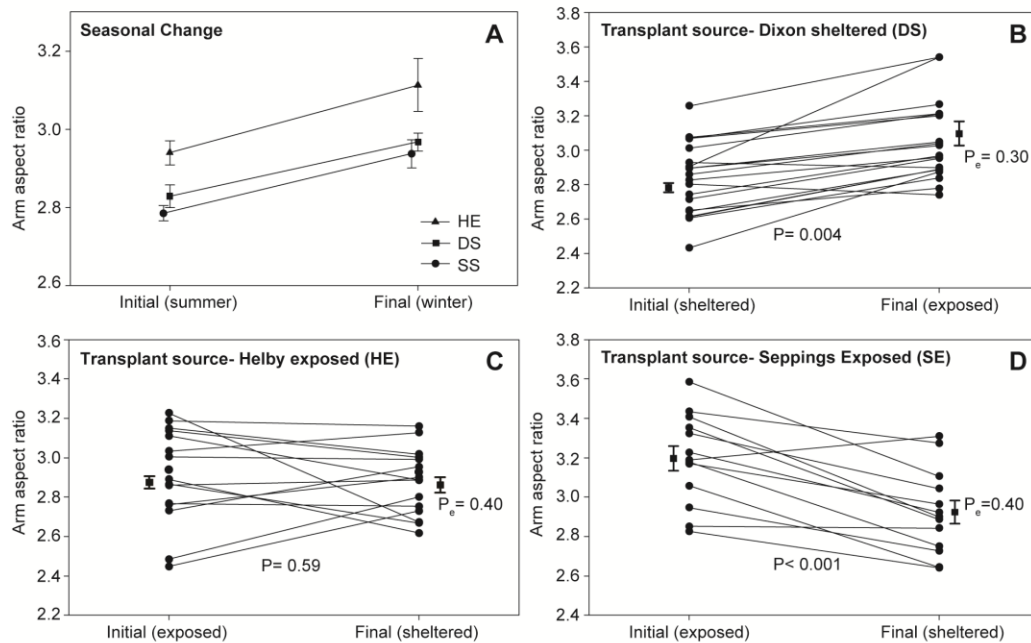 Seasonal Change
A
Arm aspect ratio
3.2
3.0
2.8
2.6
HE
DS
SS
Initial (summer)
Final (winter)
Transplant source- Dixon sheltered (DS)
B
Arm aspect ratio
3.8
3.6
3.4
3.2
3.0
2.8
2.6
2.4
2.2
Pe= 0.30
P= 0.004
Initial (sheltered)
Final (exposed)
Transplant source- Helby exposed (HE)
C
Arm aspect ratio
3.6
3.4
3.2
3.0
2.8
2.6
2.4
2.2
Pe= 0.40
P= 0.59
Initial (exposed)
Final (sheltered)
Transplant source- Seppings Exposed (SE)
D
Arm aspect ratio
3.8
3.6
3.4
3.2
3.0
2.8
2.6
2.4
Pe=0.40
P< 0.001
Initial (exposed)
Final (sheltered)